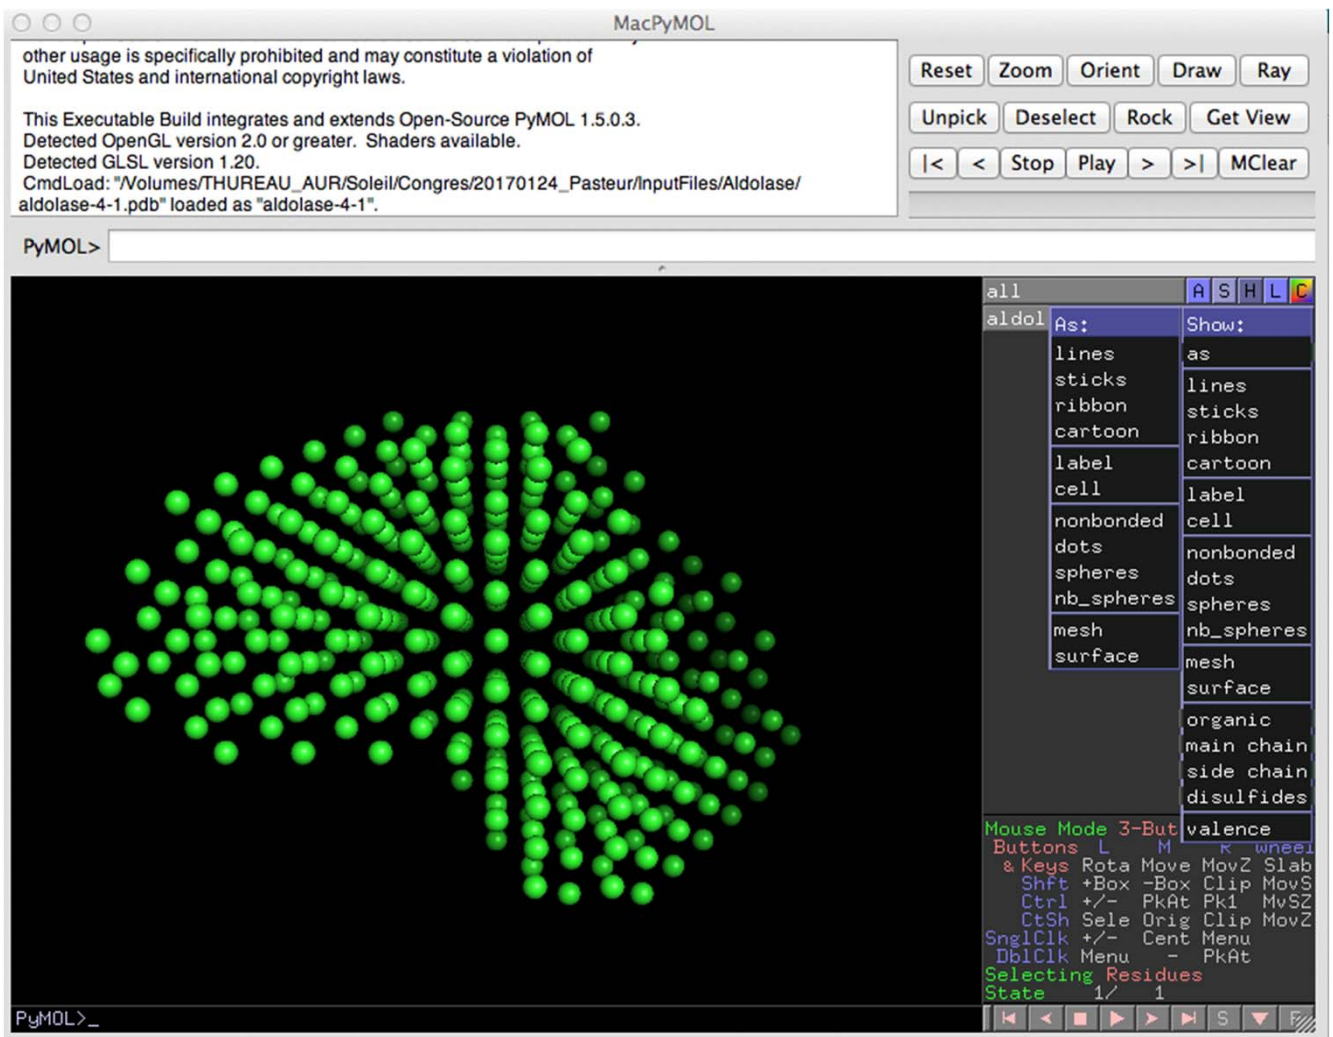 MacPyMOL
other usage is specifically prohibited and may constitute a violation of
United States and international copyright laws.
This Executable Build integrates and extends Open-Source PyMOL 1.5.0.3.
Detected OpenGL version 2.0 or greater.  Shaders available.
Detected GLSL version 1.20.
CmdLoad: "/Volumes/THUREAU_AUR/Soleil/Congres/20170124_Pasteur/InputFiles/Aldolase/
aldolase-4-1.pdb" loaded as "aldolase-4-1".
Reset Zoom Orient Draw Ray
Unpick Deselect Rock Get View
|< < Stop Play > >| MClear
PyMOL>
all A S H L C
aldol
As:
lines
sticks
ribbon
cartoon
label
cell
nonbonded
dots
spheres
nb_spheres
mesh
surface
Show:
as
lines
sticks
ribbon
cartoon
label
cell
nonbonded
dots
spheres
nb_spheres
mesh
surface
organic
main chain
side chain
disulfides
valence
Mouse Mode 3-But
Buttons L M R Wheel
& Keys Rota Move MovZ Slab
Shft +Box -Box Clip MovS
Ctrl +/- PkAt Pk1 MvSZ
CtSh Sele Orig Clip MovZ
SnglClk +/- Cent Menu
DblClk Menu - PkAt
Selecting Residues
State 1/ 1
PyMOL>_
S F